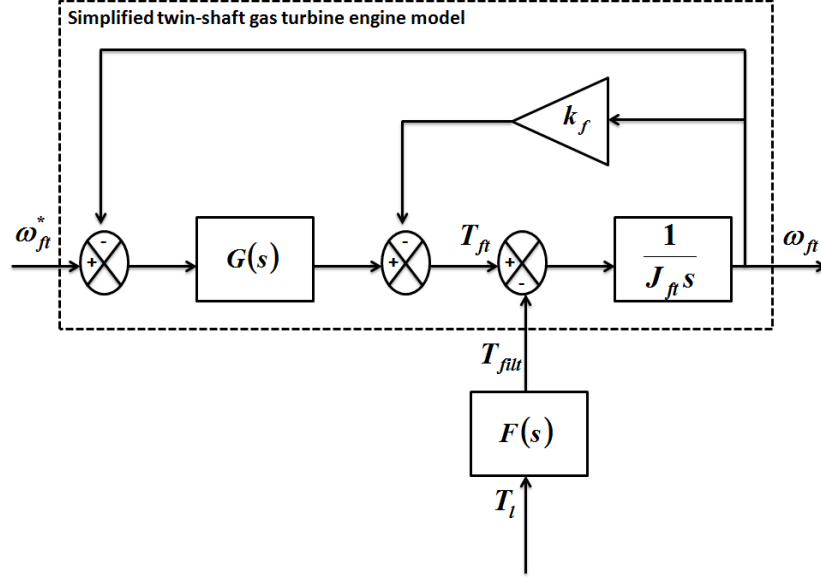 Simplified twin-shaft gas turbine engine model
k_f
ω*_ft
-
+
G(s)
-
+
T_ft
+
-
1
J_ft s
ω_ft
T_filt
F(s)
T_l